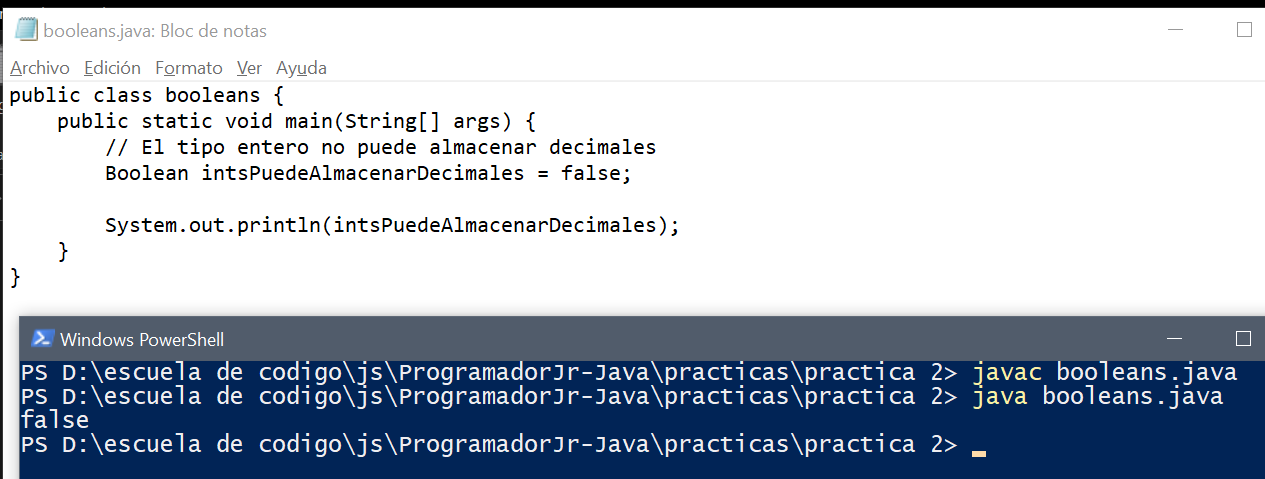 booleans.java: Bloc de notas
Archivo Edición Formato Ver Ayuda
public class booleans {
    public static void main(String[] args) {
        // El tipo entero no puede almacenar decimales
        Boolean intsPuedeAlmacenarDecimales = false;

        System.out.println(intsPuedeAlmacenarDecimales);
    }
}
Windows PowerShell
PS D:\escuela de codigo\js\ProgramadorJr-Java\practicas\practica 2> javac booleans.java
PS D:\escuela de codigo\js\ProgramadorJr-Java\practicas\practica 2> java booleans.java
false
PS D:\escuela de codigo\js\ProgramadorJr-Java\practicas\practica 2>